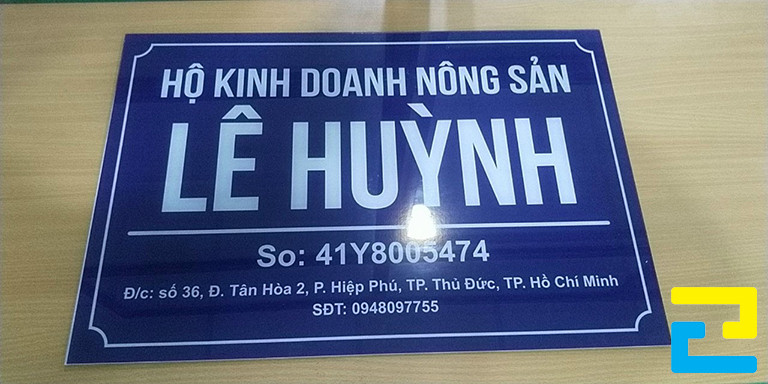 HỘ KINH DOANH NÔNG SẢN
LÊ HUỲNH
So: 41Y8005474
Đ/c: số 36, Đ. Tân Hòa 2, P. Hiệp Phú, TP. Thủ Đức, TP. Hồ Chí Minh
SĐT: 0948097755